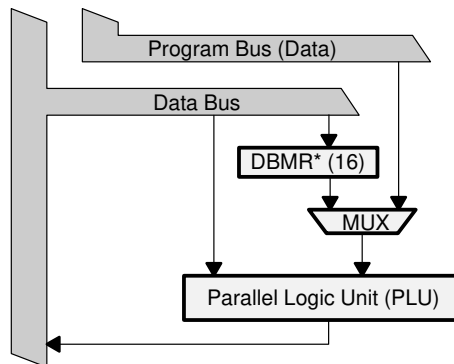 Program Bus (Data)
Data Bus
DBMR* (16)
MUX
Parallel Logic Unit (PLU)